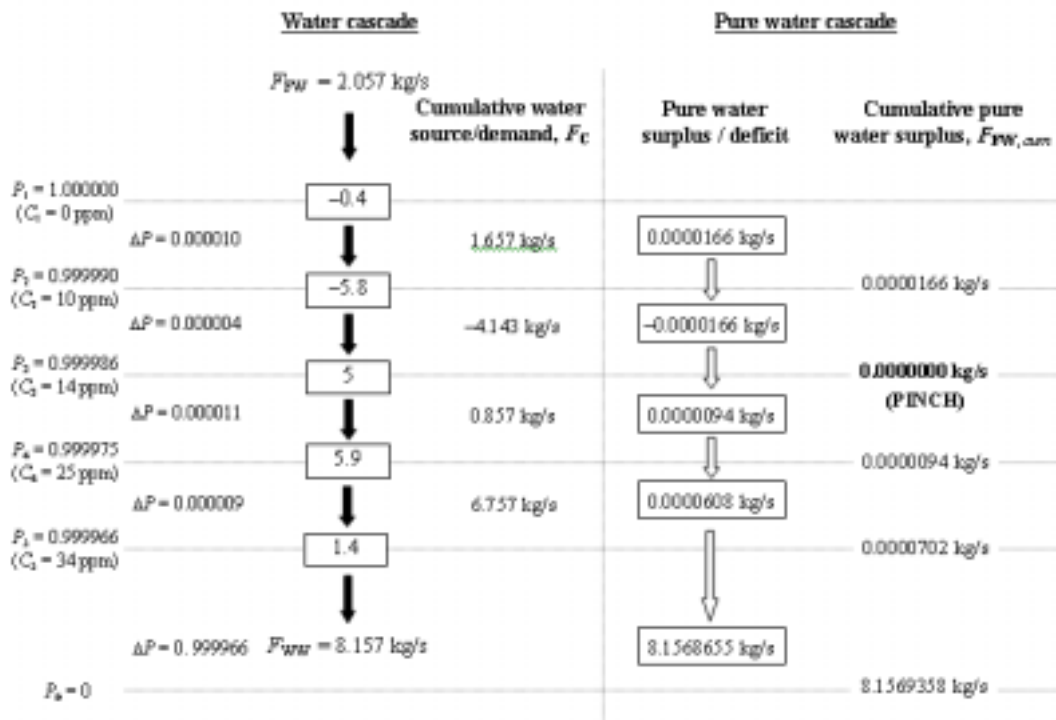 Water cascade
Pure water cascade
F_FW = 2.057 kg/s
Cumulative water
source/demand, F_C
Pure water
surplus / deficit
Cumulative pure
water surplus, F_PW, cum
P₁ = 1.000000
(C₁ = 0 ppm)
–0.4
ΔP = 0.000010
1.657 kg/s
0.0000166 kg/s
P₂ = 0.999990
(C₂ = 10 ppm)
–5.8
0.0000166 kg/s
ΔP = 0.000004
–4.143 kg/s
–0.0000166 kg/s
P₃ = 0.999986
(C₃ = 14 ppm)
5
0.0000000 kg/s
(PINCH)
ΔP = 0.000011
0.857 kg/s
0.0000094 kg/s
P₄ = 0.999975
(C₄ = 25 ppm)
5.9
0.0000094 kg/s
ΔP = 0.000009
6.757 kg/s
0.0000608 kg/s
P₅ = 0.999966
(C₅ = 34 ppm)
1.4
0.0000702 kg/s
ΔP = 0.999966
F_WW = 8.157 kg/s
8.1568655 kg/s
P₆ = 0
8.1569358 kg/s